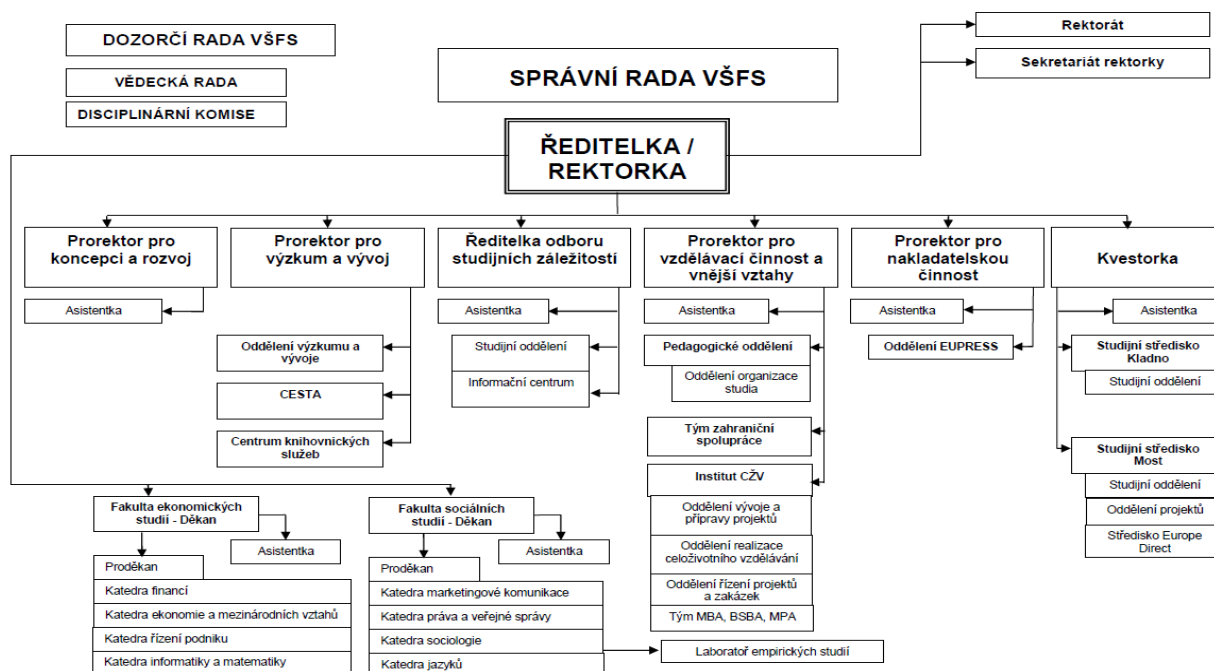 DOZORČÍ RADA VŠFS
VĚDECKÁ RADA
DISCIPLINÁRNÍ KOMISE
SPRÁVNÍ RADA VŠFS
Rektorát
Sekretariát rektorky
ŘEDITELKA /
REKTORKA
Prorektor pro
koncepci a rozvoj
Asistentka
Prorektor pro
výzkum a vývoj
Oddělení výzkumu a
vývoje
CESTA
Centrum knihovnických
služeb
Ředitelka odboru
studijních záležitostí
Asistentka
Studijní oddělení
Informační centrum
Prorektor pro
vzdělávací činnost a
vnější vztahy
Asistentka
Pedagogické oddělení
Oddělení organizace
studia
Tým zahraniční
spolupráce
Institut CŽV
Oddělení vývoje a
přípravy projektů
Oddělení realizace
celoživotního vzdělávání
Oddělení řízení projektů
a zakázek
Tým MBA, BSBA, MPA
Prorektor pro
nakladatelskou
činnost
Asistentka
Oddělení EUPRESS
Kvestorka
Asistentka
Studijní středisko
Kladno
Studijní oddělení
Studijní středisko
Most
Studijní oddělení
Oddělení projektů
Středisko Europe
Direct
Fakulta ekonomických
studií - Děkan
Asistentka
Proděkan
Katedra financí
Katedra ekonomie a mezinárodních vztahů
Katedra řízení podniku
Katedra informatiky a matematiky
Fakulta sociálních
studií - Děkan
Asistentka
Proděkan
Katedra marketingové komunikace
Katedra práva a veřejné správy
Katedra sociologie
Katedra jazyků
Laboratoř empirických studií